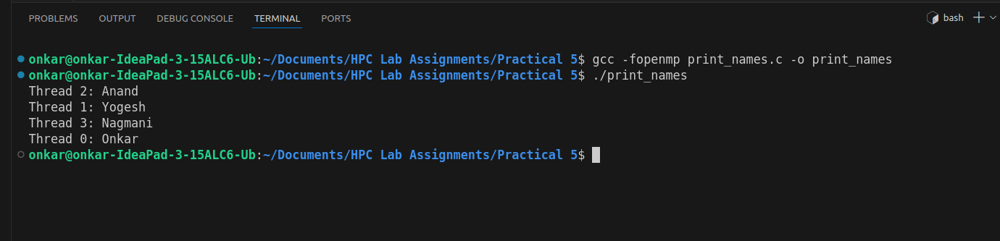 PROBLEMS OUTPUT DEBUG CONSOLE TERMINAL PORTS bash
onkar@onkar-IdeaPad-3-15ALC6-Ub:~/Documents/HPC Lab Assignments/Practical 5$ gcc -fopenmp print_names.c -o print_names
onkar@onkar-IdeaPad-3-15ALC6-Ub:~/Documents/HPC Lab Assignments/Practical 5$ ./print_names
Thread 2: Anand
Thread 1: Yogesh
Thread 3: Nagmani
Thread 0: Onkar
onkar@onkar-IdeaPad-3-15ALC6-Ub:~/Documents/HPC Lab Assignments/Practical 5$